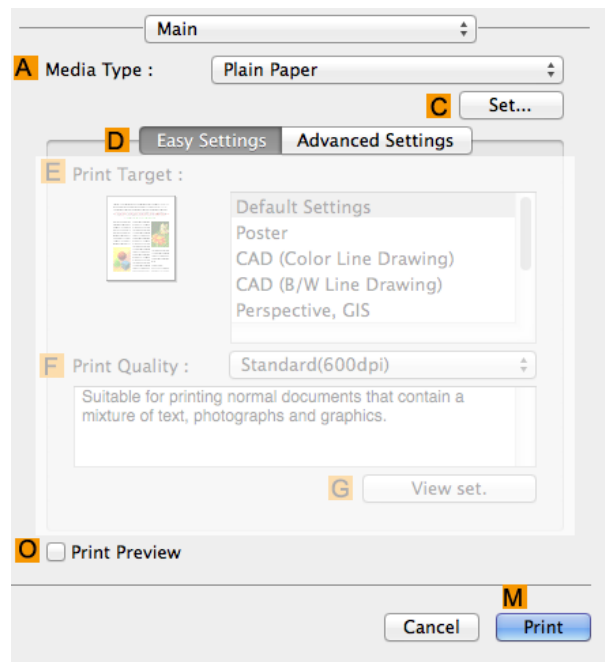 Main
A Media Type : Plain Paper
C Set...
D Easy Settings Advanced Settings
E Print Target :
Default Settings
Poster
CAD (Color Line Drawing)
CAD (B/W Line Drawing)
Perspective, GIS
F Print Quality : Standard(600dpi)
Suitable for printing normal documents that contain a
mixture of text, photographs and graphics.
G View set.
O Print Preview
M
Cancel Print